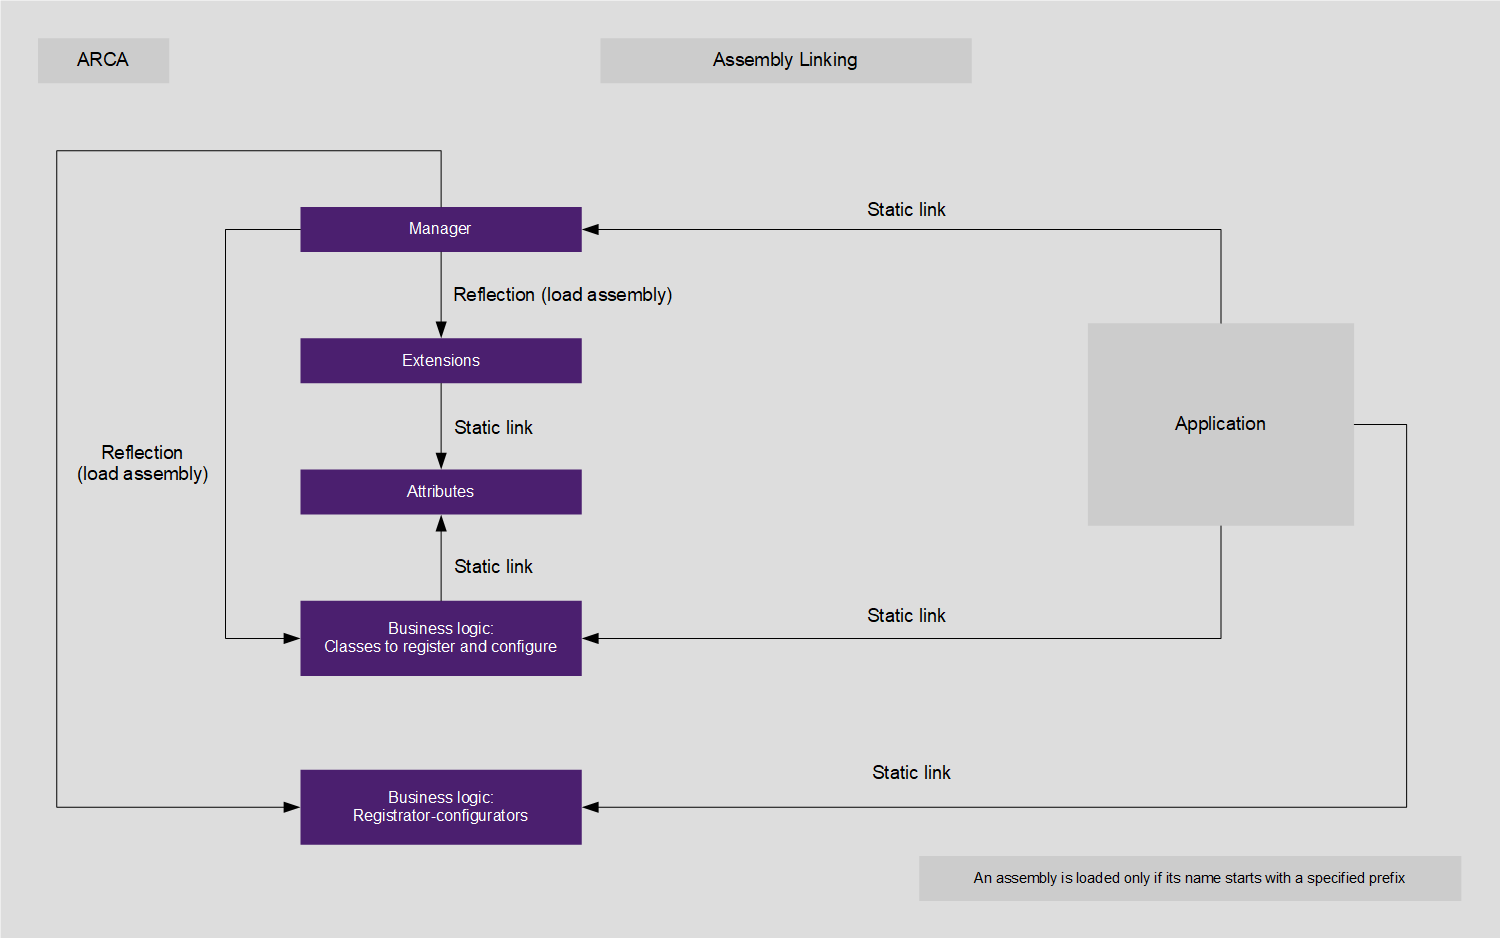 ARCA
Assembly Linking
Static link
Manager
Reflection (load assembly)
Extensions
Application
Static link
Reflection
(load assembly)
Attributes
Static link
Static link
Business logic:
Classes to register and configure
Static link
Business logic:
Registrator-configurators
An assembly is loaded only if its name starts with a specified prefix